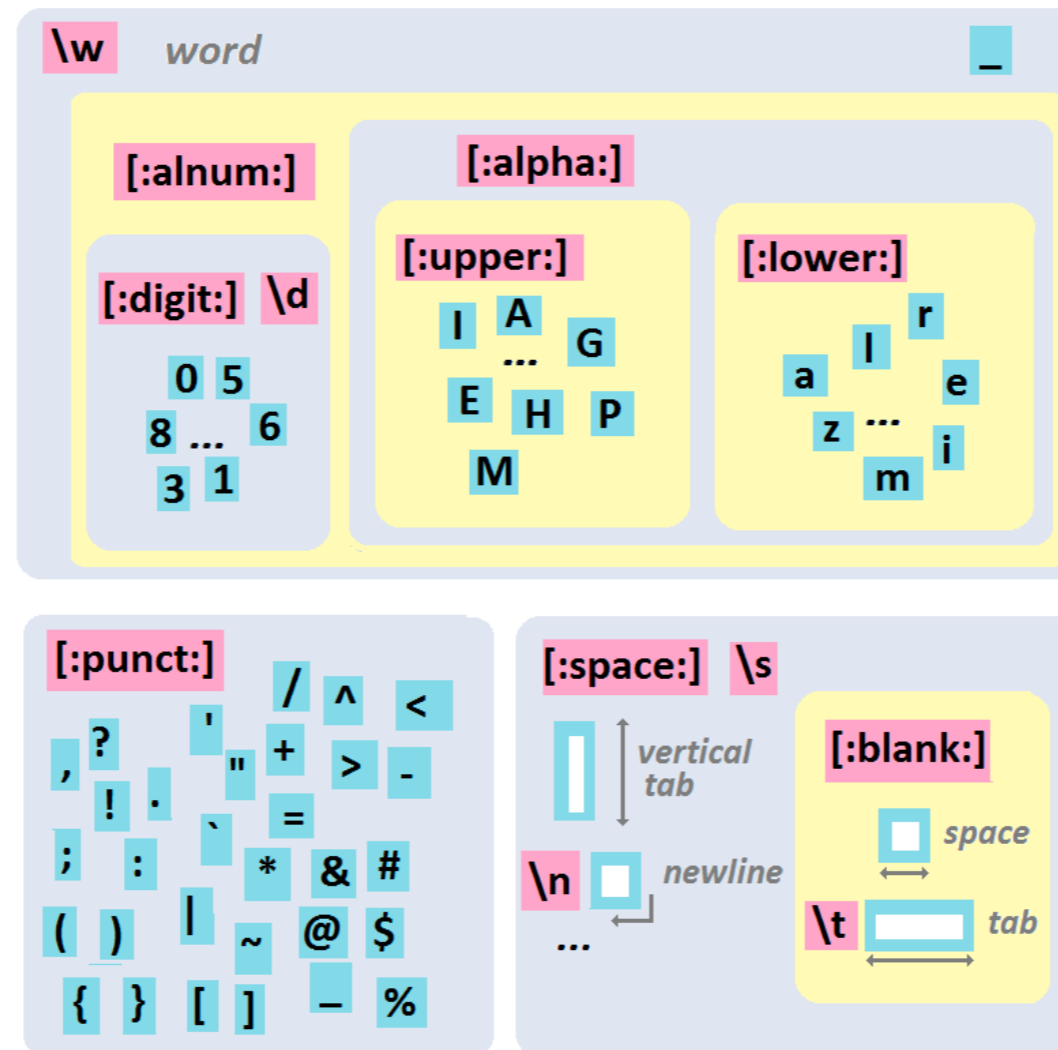 \w word _
[:alnum:] [:alpha:]
[:upper:] [:lower:]
[:digit:] \d
I A G
...
E H P
M
r
l
a e
z ...
i
m
0 5
8 ... 6
3 1
[:punct:]
/ ^ <
? ' +
, " > -
! .
` =
; : * & #
( ) | ~ @ $
{ } [ ] _ %
[:space:] \s
vertical
tab
\n newline
...
[:blank:]
space
\t tab